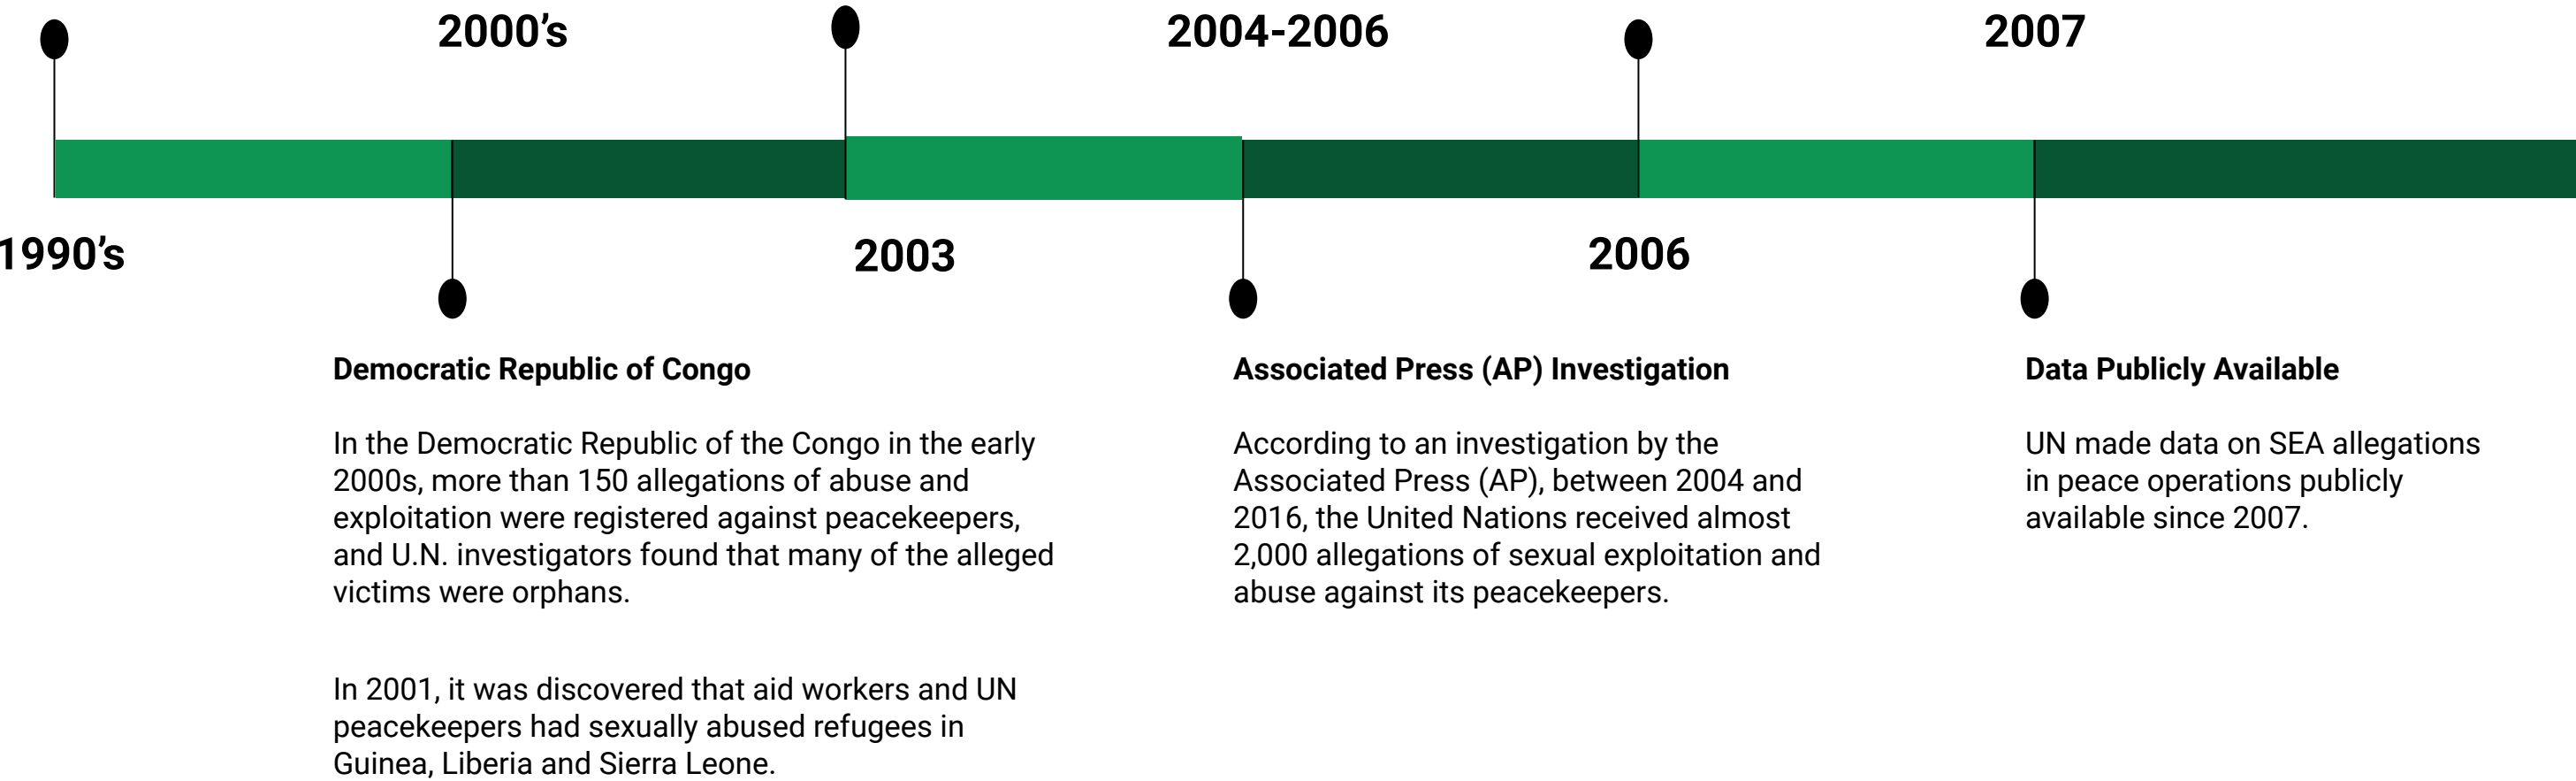 2000’s
2004-2006
2007
1990’s
2003
2006
Democratic Republic of Congo
In the Democratic Republic of the Congo in the early
2000s, more than 150 allegations of abuse and
exploitation were registered against peacekeepers,
and U.N. investigators found that many of the alleged
victims were orphans.
In 2001, it was discovered that aid workers and UN
peacekeepers had sexually abused refugees in
Guinea, Liberia and Sierra Leone.
Associated Press (AP) Investigation
According to an investigation by the
Associated Press (AP), between 2004 and
2016, the United Nations received almost
2,000 allegations of sexual exploitation and
abuse against its peacekeepers.
Data Publicly Available
UN made data on SEA allegations
in peace operations publicly
available since 2007.